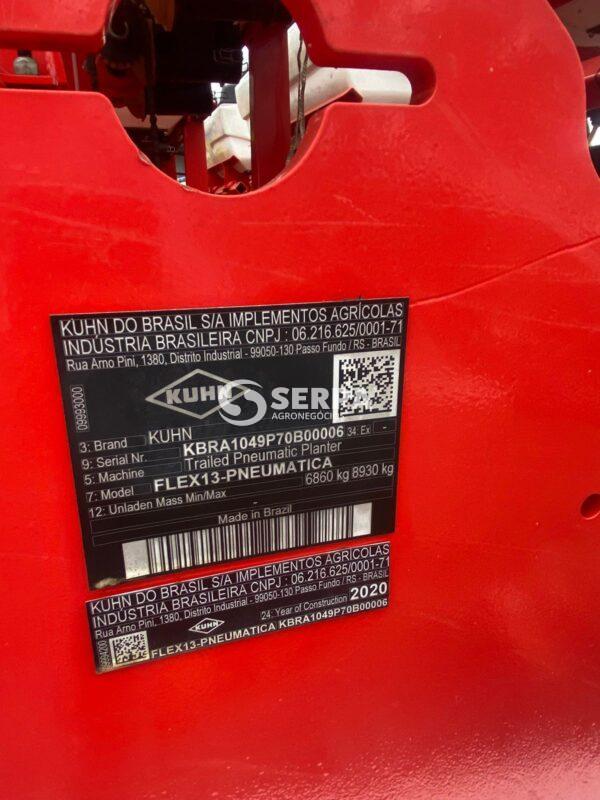 KUHN DO BRASIL S/A IMPLEMENTOS AGRÍCOLAS
INDÚSTRIA BRASILEIRA CNPJ : 06.216.625/0001-71
Rua Arno Pini, 1380, Distrito Industrial - 99050-130 Passo Fundo / RS - BRASIL
09993000
KUHN
SERPA
AGRONEGÓCIOS
3: Brand KUHN
9: Serial Nr. KBRA1049P70B00006 34: Ex -
5: Machine Trailed Pneumatic Planter
7: Model FLEX13-PNEUMATICA
12: Unladen Mass Min/Max 6860 kg 8930 kg
Made in Brazil
KUHN DO BRASIL S/A IMPLEMENTOS AGRÍCOLAS
INDÚSTRIA BRASILEIRA CNPJ : 06.216.625/0001-71
Rua Arno Pini, 1380, Distrito Industrial - 99050-130 Passo Fundo / RS - BRASIL
KUHN 24: Year of Construction 2020
FLEX13-PNEUMATICA KBRA1049P70B00006